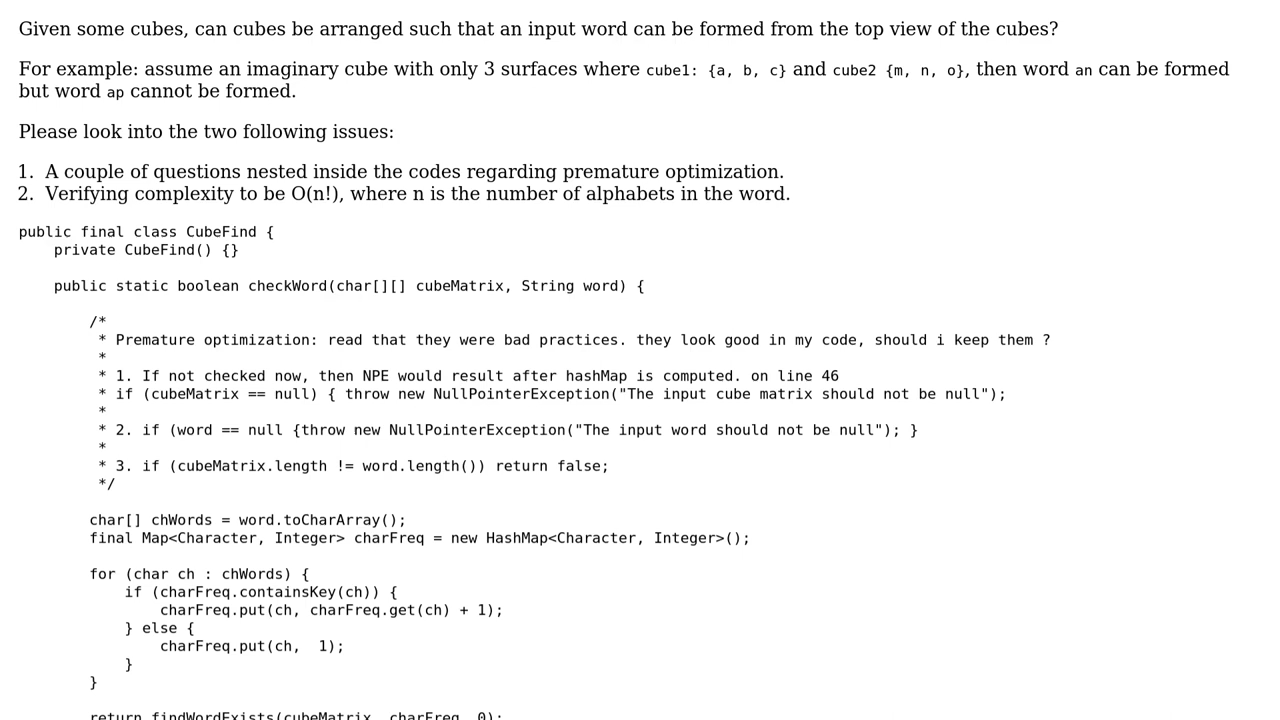 Given some cubes, can cubes be arranged such that an input word can be formed from the top view of the cubes?
For example: assume an imaginary cube with only 3 surfaces where cube1: {a, b, c} and cube2 {m, n, o}, then word an can be formed
but word ap cannot be formed.
Please look into the two following issues:
1. A couple of questions nested inside the codes regarding premature optimization.
2. Verifying complexity to be O(n!), where n is the number of alphabets in the word.
public final class CubeFind {
    private CubeFind() {}
    public static boolean checkWord(char[][] cubeMatrix, String word) {
        /*
         * Premature optimization: read that they were bad practices. they look good in my code, should i keep them ?
         *
         * 1. If not checked now, then NPE would result after hashMap is computed. on line 46
         * if (cubeMatrix == null) { throw new NullPointerException("The input cube matrix should not be null");
         *
         * 2. if (word == null {throw new NullPointerException("The input word should not be null"); }
         *
         * 3. if (cubeMatrix.length != word.length()) return false;
         */
        char[] chWords = word.toCharArray();
        final Map<Character, Integer> charFreq = new HashMap<Character, Integer>();
        for (char ch : chWords) {
            if (charFreq.containsKey(ch)) {
                charFreq.put(ch, charFreq.get(ch) + 1);
            } else {
                charFreq.put(ch,  1);
            }
        }
        return findWordExists(cubeMatrix, charFreq, 0);